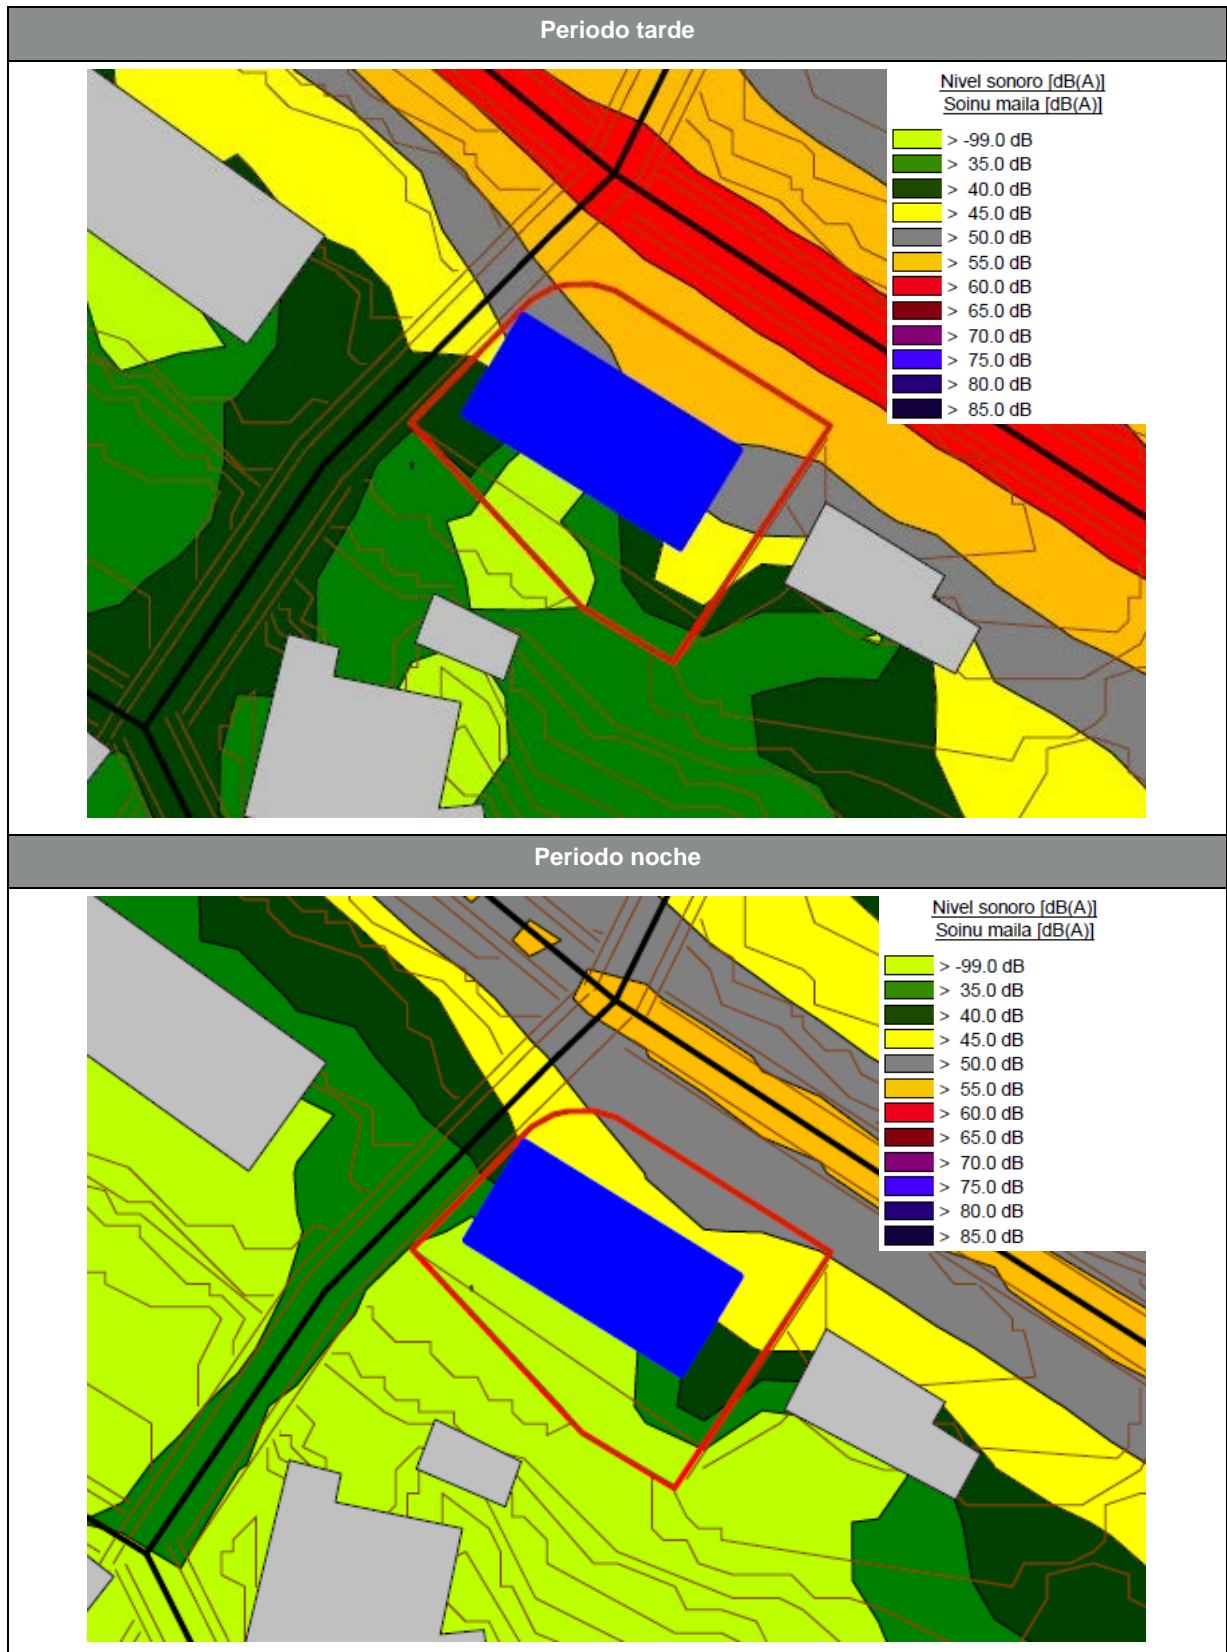 Periodo tarde
Nivel sonoro [dB(A)]
Soinu maila [dB(A)]
> -99.0 dB
> 35.0 dB
> 40.0 dB
> 45.0 dB
> 50.0 dB
> 55.0 dB
> 60.0 dB
> 65.0 dB
> 70.0 dB
> 75.0 dB
> 80.0 dB
> 85.0 dB
Periodo noche
Nivel sonoro [dB(A)]
Soinu maila [dB(A)]
> -99.0 dB
> 35.0 dB
> 40.0 dB
> 45.0 dB
> 50.0 dB
> 55.0 dB
> 60.0 dB
> 65.0 dB
> 70.0 dB
> 75.0 dB
> 80.0 dB
> 85.0 dB